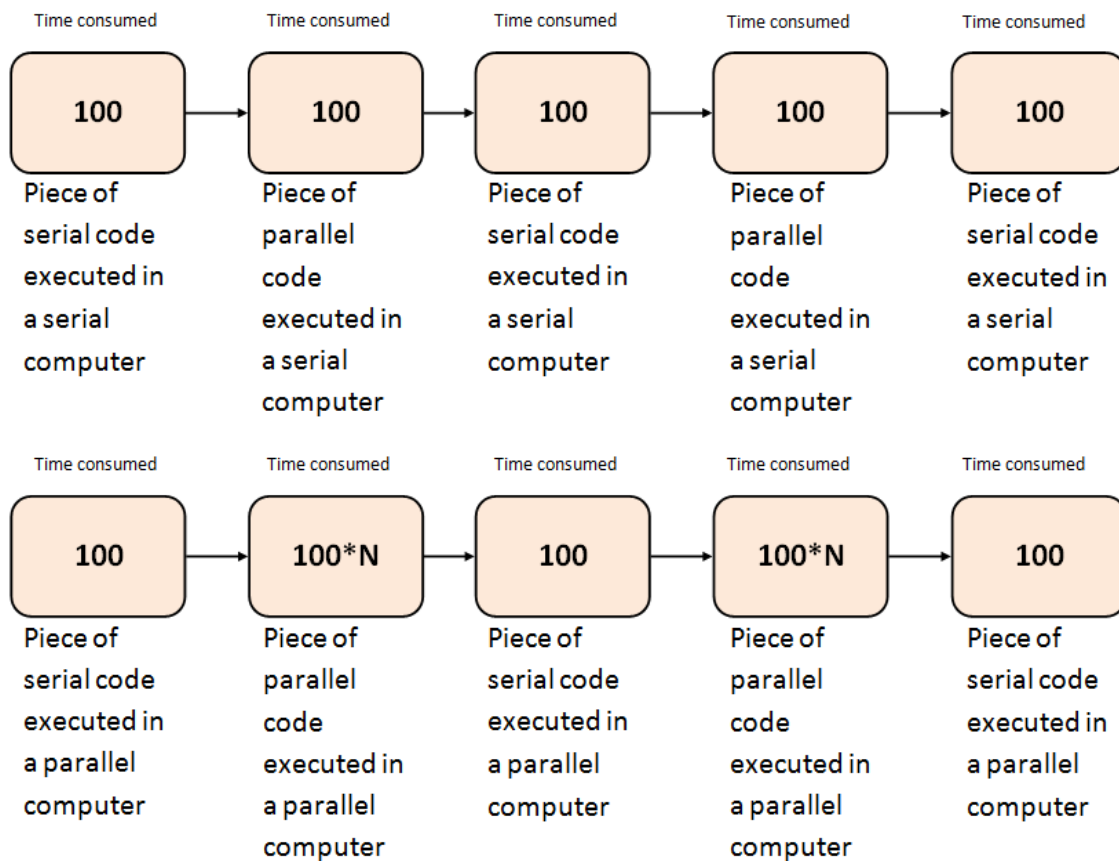 Time consumed Time consumed Time consumed Time consumed Time consumed
100 100 100 100 100
Piece of Piece of Piece of Piece of Piece of
serial code parallel serial code parallel serial code
executed in code executed in code executed in
a serial executed in a serial executed in a serial
computer a serial computer a serial computer
computer computer
Time consumed Time consumed Time consumed Time consumed Time consumed
100 100*N 100 100*N 100
Piece of Piece of Piece of Piece of Piece of
serial code parallel serial code parallel serial code
executed in code executed in code executed in
a parallel executed in a parallel executed in a parallel
computer a parallel computer a parallel computer
computer computer